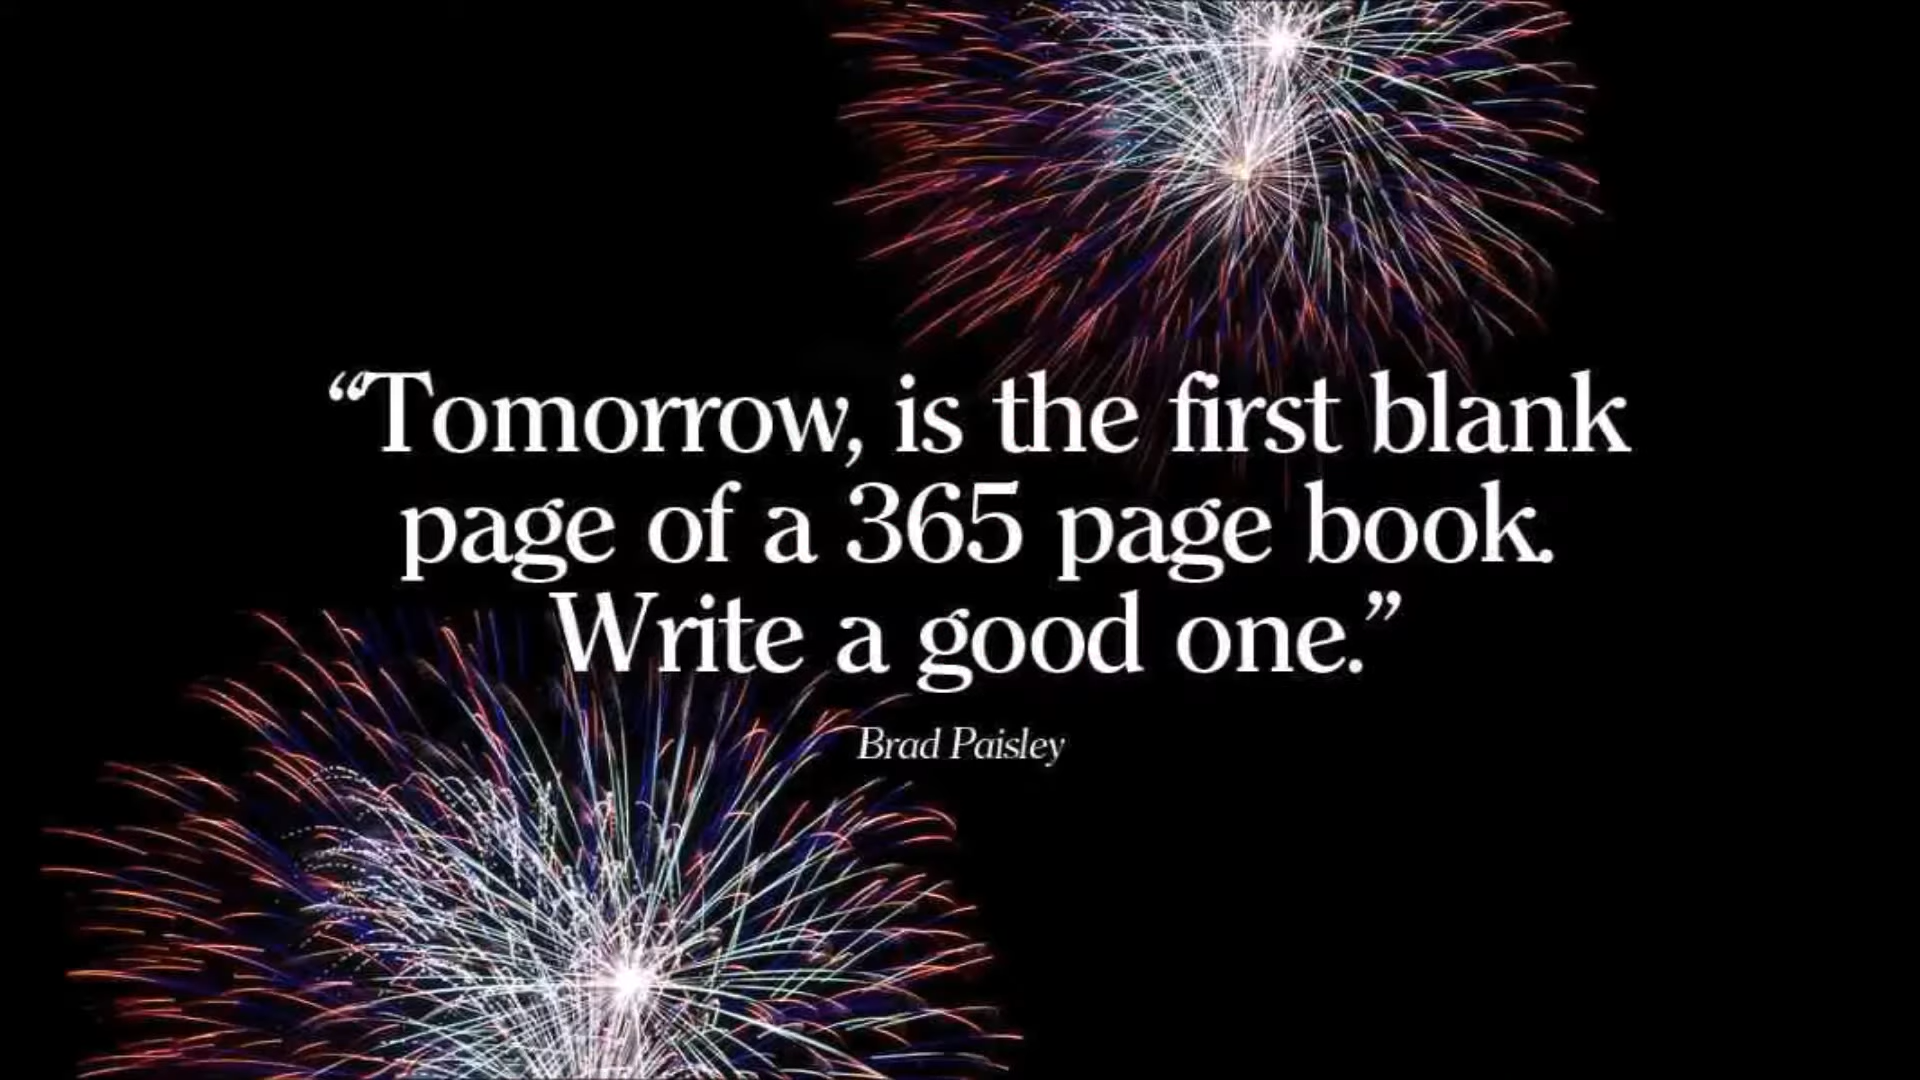 “Tomorrow, is the first blank
page of a 365 page book.
Write a good one.”
Brad Paisley